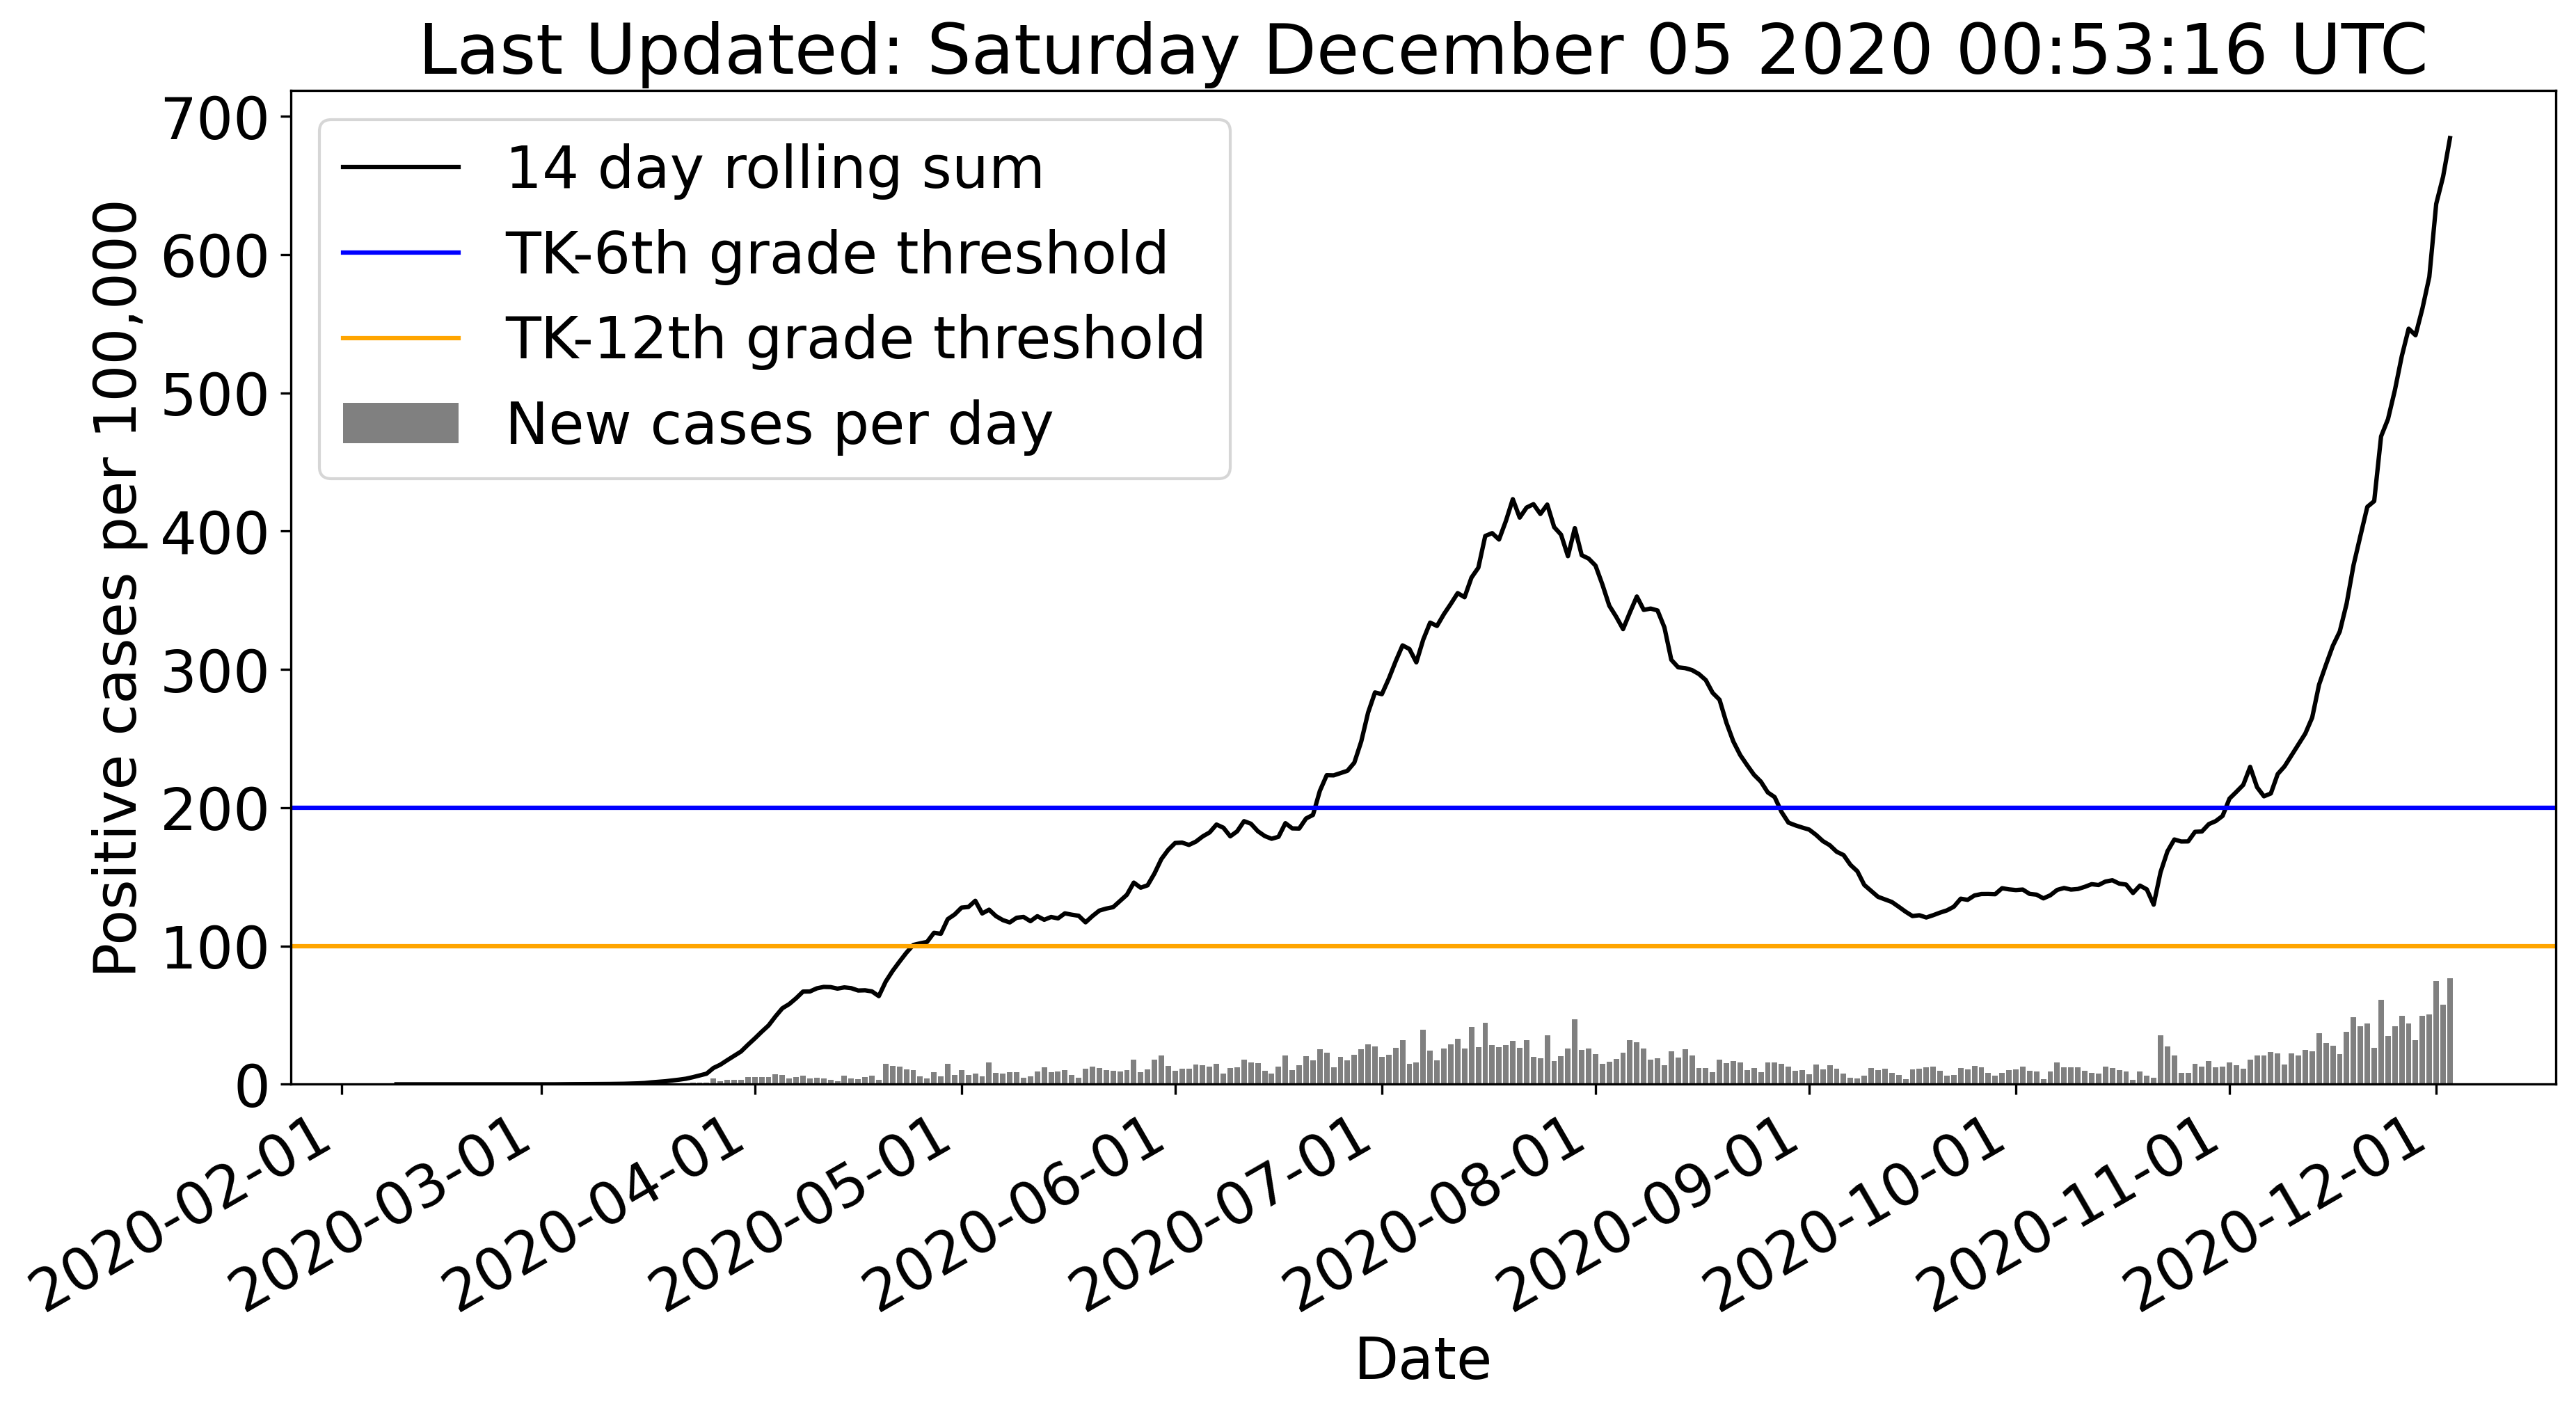 Last Updated: Saturday December 05 2020 00:53:16 UTC
700
600
500
400
300
200
100
0
Positive cases per 100,000
14 day rolling sum
TK-6th grade threshold
TK-12th grade threshold
New cases per day
2020-02-01
2020-03-01
2020-04-01
2020-05-01
2020-06-01
2020-07-01
2020-08-01
2020-09-01
2020-10-01
2020-11-01
2020-12-01
Date